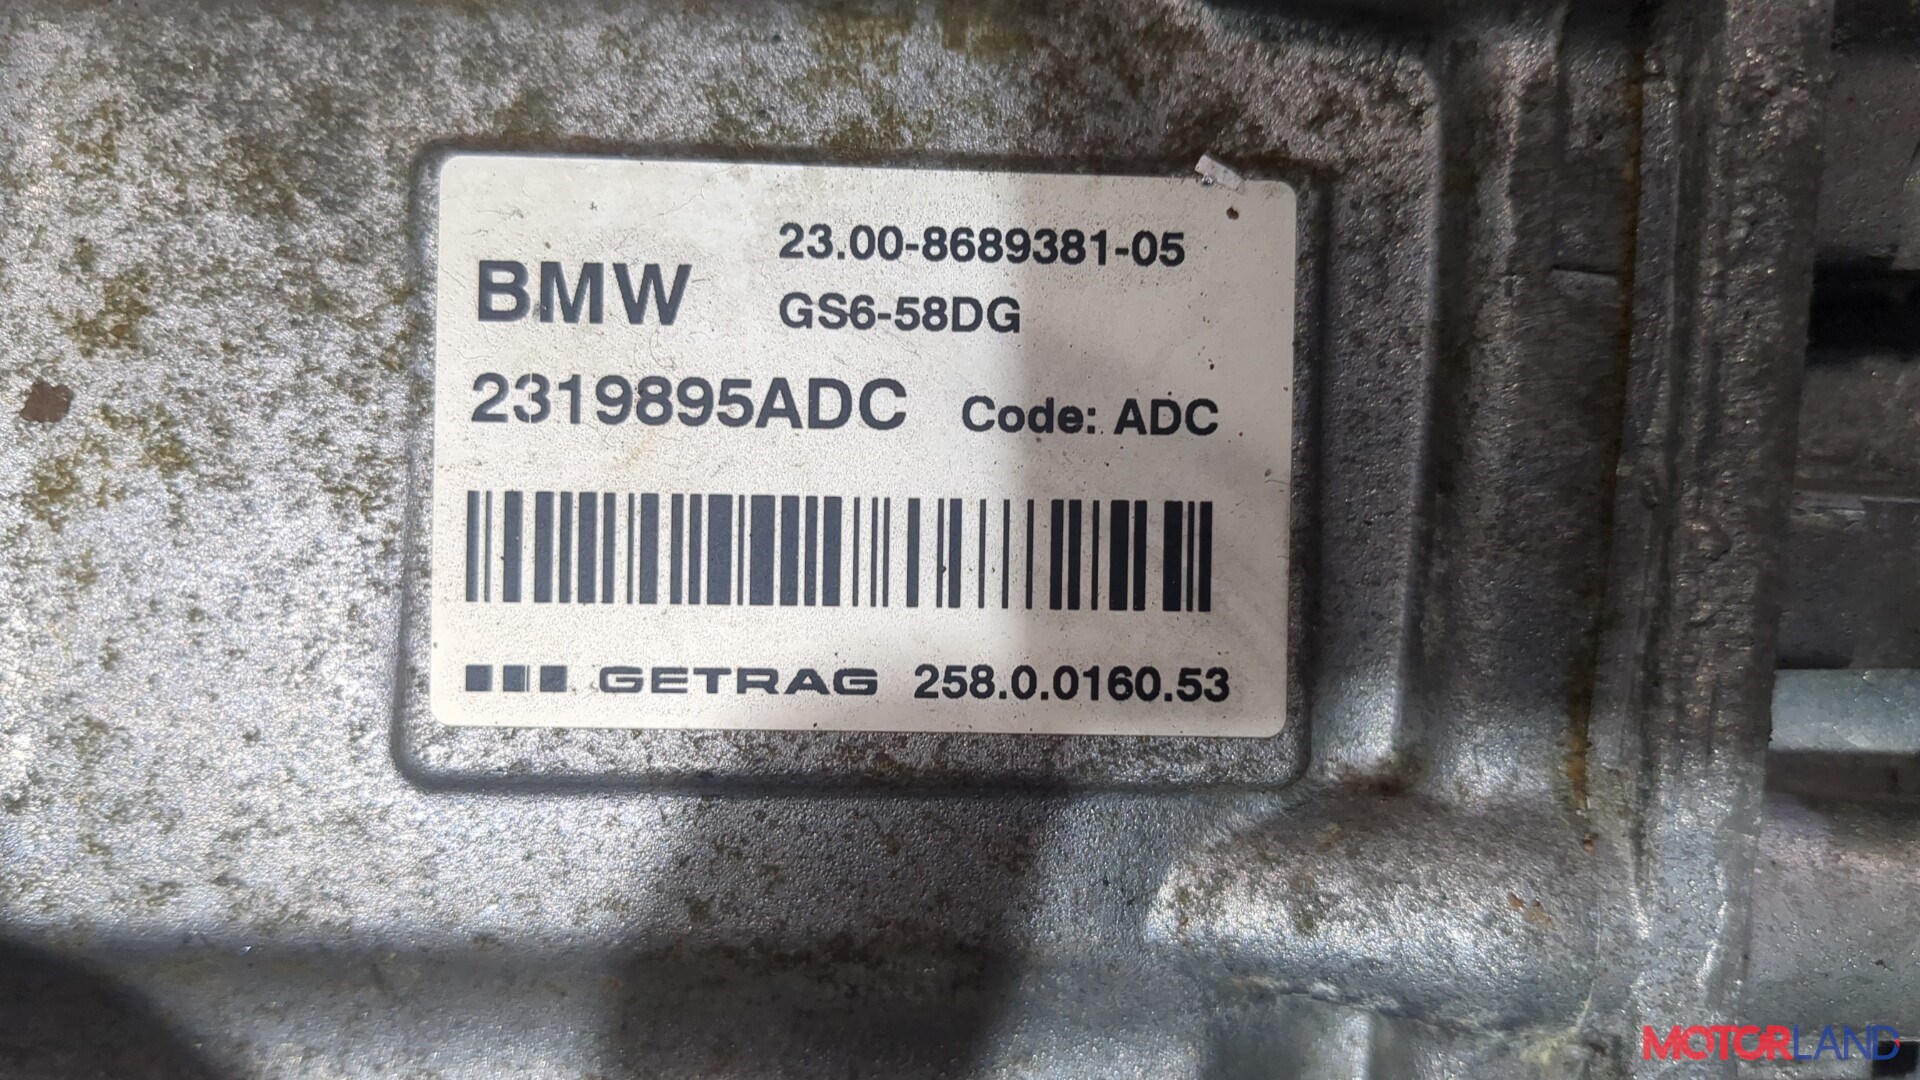 23.00-8689381-05
BMW GS6-58DG
2319895ADC Code: ADC
GETRAG 258.0.0160.53
MOTORLAND